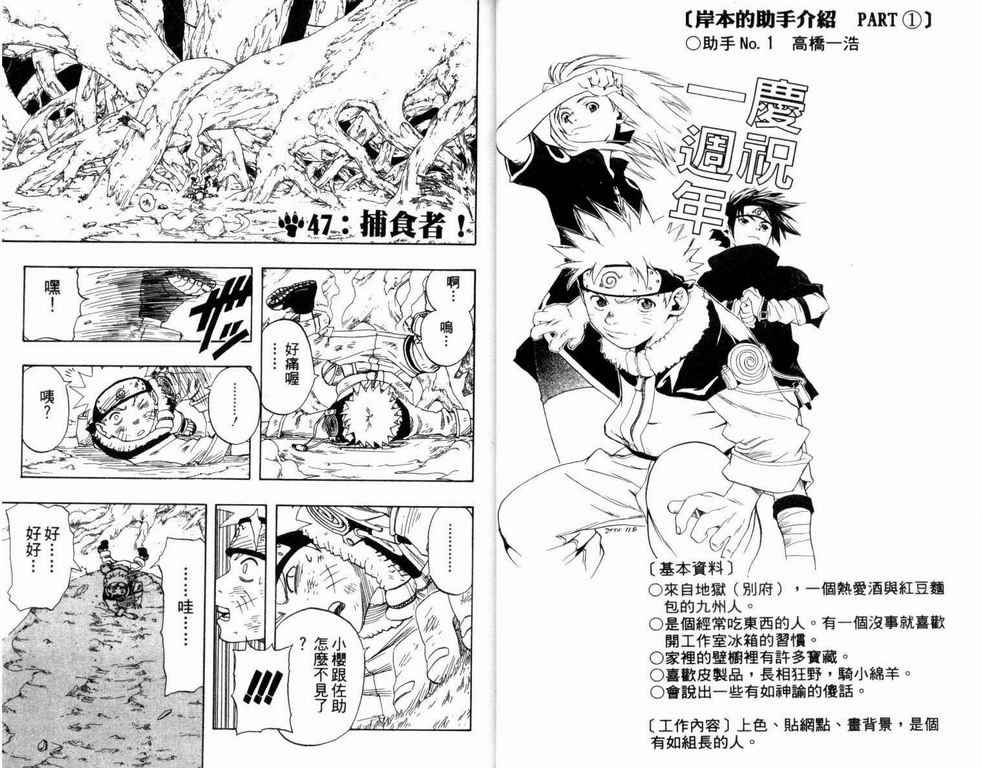 〔岸本的助手介紹　PART①〕
○助手No. 1　高橋一浩
慶祝
一週年
〔基本資料〕
○來自地獄（別府），一個熱愛酒與紅豆麵
包的九州人。
○是個經常吃東西的人。有一個沒事就喜歡
開工作室冰箱的習慣。
○家裡的壁櫥裡有許多寶藏。
○喜歡皮製品，長相狂野，騎小綿羊。
○會說出一些有如神諭的傻話。
〔工作內容〕上色、貼網點、畫背景，是個
有如組長的人。
47：捕食者！
啊…
嗚…
好痛喔
……
嘿！
ザザッ
……！
咦？
……
小櫻跟佐助
怎麼不見了
？
!!!
……哇……
好…
好好…